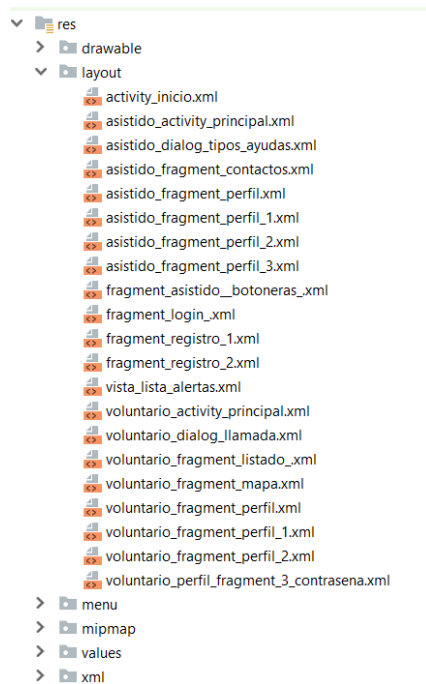 res
drawable
layout
activity_inicio.xml
asistido_activity_principal.xml
asistido_dialog_tipos_ayudas.xml
asistido_fragment_contactos.xml
asistido_fragment_perfil.xml
asistido_fragment_perfil_1.xml
asistido_fragment_perfil_2.xml
asistido_fragment_perfil_3.xml
fragment_asistido__botoneras_.xml
fragment_login_.xml
fragment_registro_1.xml
fragment_registro_2.xml
vista_lista_alertas.xml
voluntario_activity_principal.xml
voluntario_dialog_llamada.xml
voluntario_fragment_listado_.xml
voluntario_fragment_mapa.xml
voluntario_fragment_perfil.xml
voluntario_fragment_perfil_1.xml
voluntario_fragment_perfil_2.xml
voluntario_perfil_fragment_3_contrasena.xml
menu
mipmap
values
xml